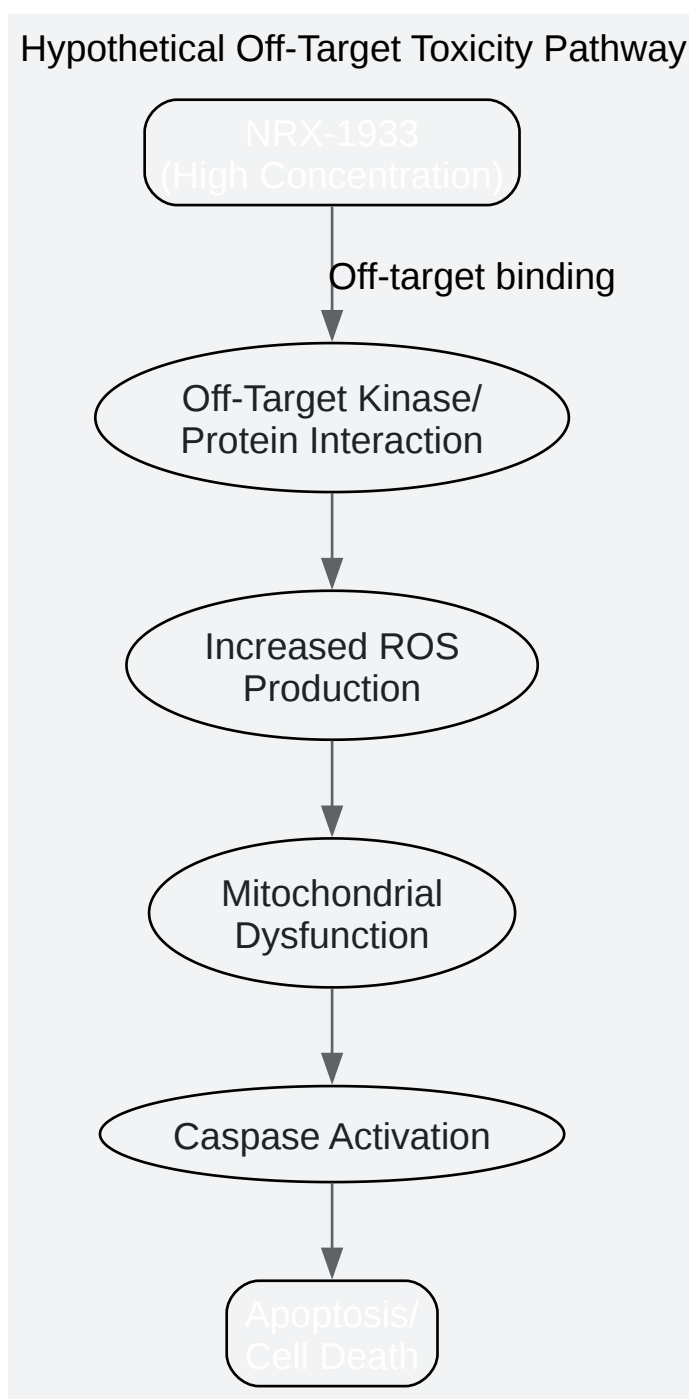 Hypothetical Off-Target Toxicity Pathway
NRX-1933
(High Concentration)
Off-target binding
Off-Target Kinase/
Protein Interaction
Increased ROS
Production
Mitochondrial
Dysfunction
Caspase Activation
Apoptosis/
Cell Death